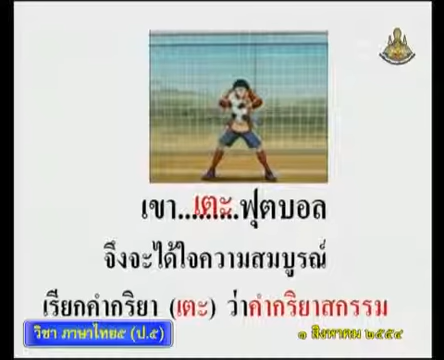 เขา...เตะ...ฟุตบอล
จึงจะได้ใจความสมบูรณ์
เรียกคำกริยา (เตะ) ว่าคำกริยาสกรรม
วิชา ภาษาไทย๕ (ป.๕)
๑ สิงหาคม ๒๕๕๔